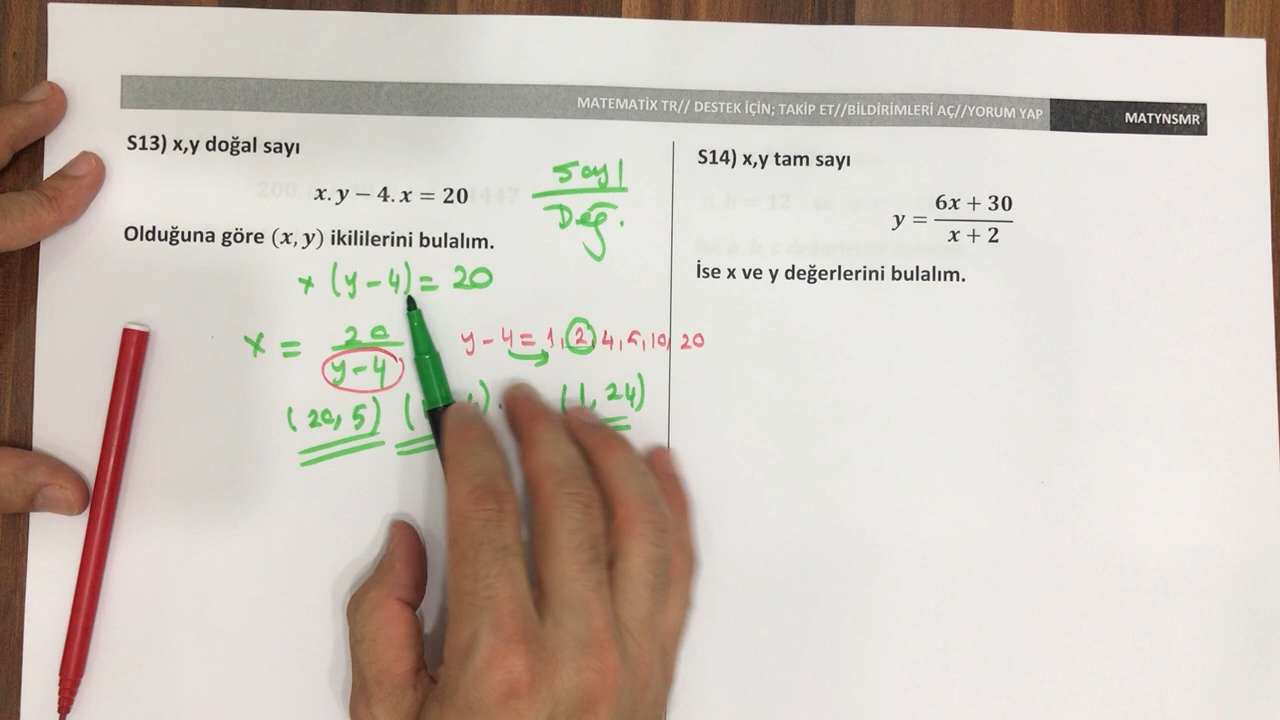 MATEMATİX TR// DESTEK İÇİN; TAKİP ET//BİLDİRİMLERİ AÇ//YORUM YAP
MATYNSMR
S13) x,y doğal sayı
x.y − 4.x = 20
Olduğuna göre (x, y) ikililerini bulalım.
Sayı
Değ.
x (y − 4) = 20
x = 20 / y − 4
y − 4 = 1, 2, 4, 5, 10, 20
(20, 5) (1, 24)
S14) x,y tam sayı
y = 6x + 30 / x + 2
İse x ve y değerlerini bulalım.